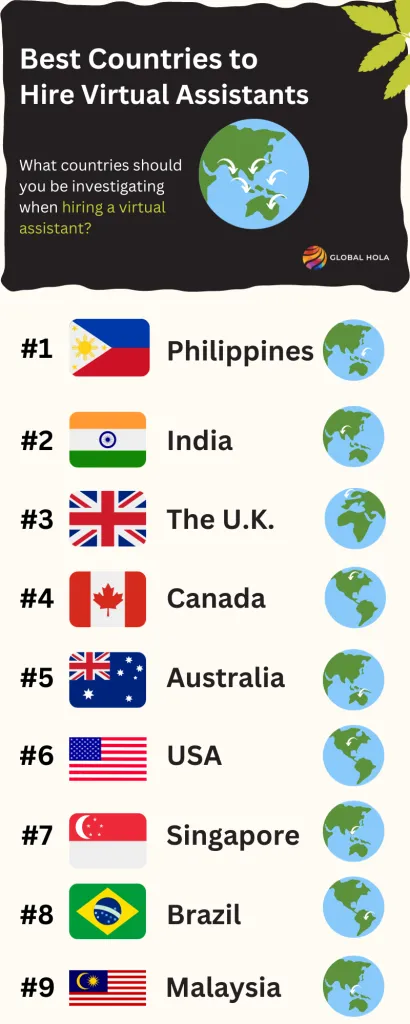 Best Countries to
Hire Virtual Assistants
What countries should
you be investigating
when hiring a virtual
assistant?
GLOBAL HOLA
#1 Philippines
#2 India
#3 The U.K.
#4 Canada
#5 Australia
#6 USA
#7 Singapore
#8 Brazil
#9 Malaysia